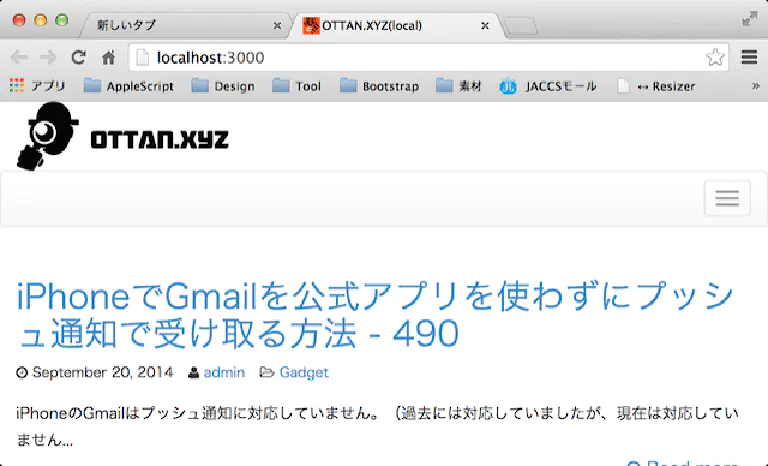 新しいタブ OTTAN.XYZ(local)
localhost:3000
アプリ AppleScript Design Tool Bootstrap 素材 JACCSモール ↔ Resizer »
OTTAN.XYZ
iPhoneでGmailを公式アプリを使わずにプッシ
ュ通知で受け取る方法 - 490
September 20, 2014 admin Gadget
iPhoneのGmailはプッシュ通知に対応していません。（過去には対応していましたが、現在は対応してい
ません...
Read more